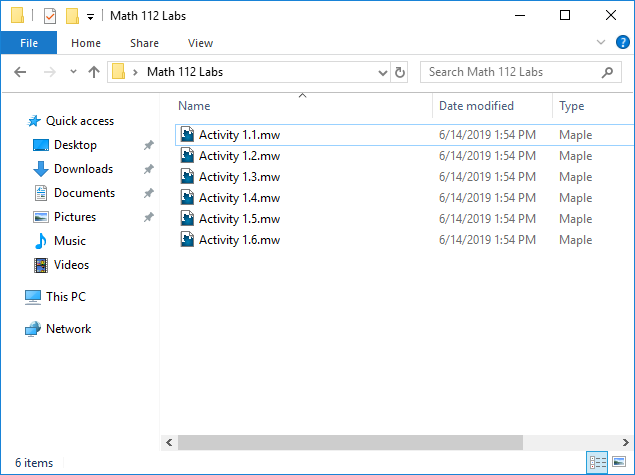 Math 112 Labs
File Home Share View
Math 112 Labs Search Math 112 Labs
Name Date modified Type
Quick access
Desktop
Downloads
Documents
Pictures
Music
Videos
This PC
Network
Activity 1.1.mw 6/14/2019 1:54 PM Maple
Activity 1.2.mw 6/14/2019 1:54 PM Maple
Activity 1.3.mw 6/14/2019 1:54 PM Maple
Activity 1.4.mw 6/14/2019 1:54 PM Maple
Activity 1.5.mw 6/14/2019 1:54 PM Maple
Activity 1.6.mw 6/14/2019 1:54 PM Maple
6 items